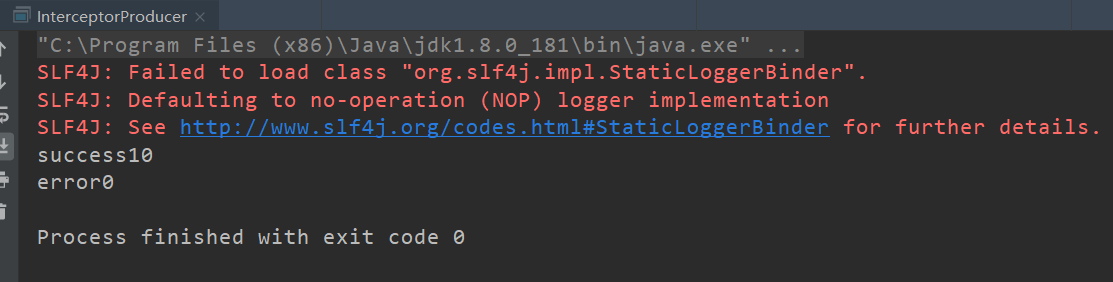 InterceptorProducer
"C:\Program Files (x86)\Java\jdk1.8.0_181\bin\java.exe" ...
SLF4J: Failed to load class "org.slf4j.impl.StaticLoggerBinder".
SLF4J: Defaulting to no-operation (NOP) logger implementation
SLF4J: See http://www.slf4j.org/codes.html#StaticLoggerBinder for further details.
success10
error0
Process finished with exit code 0